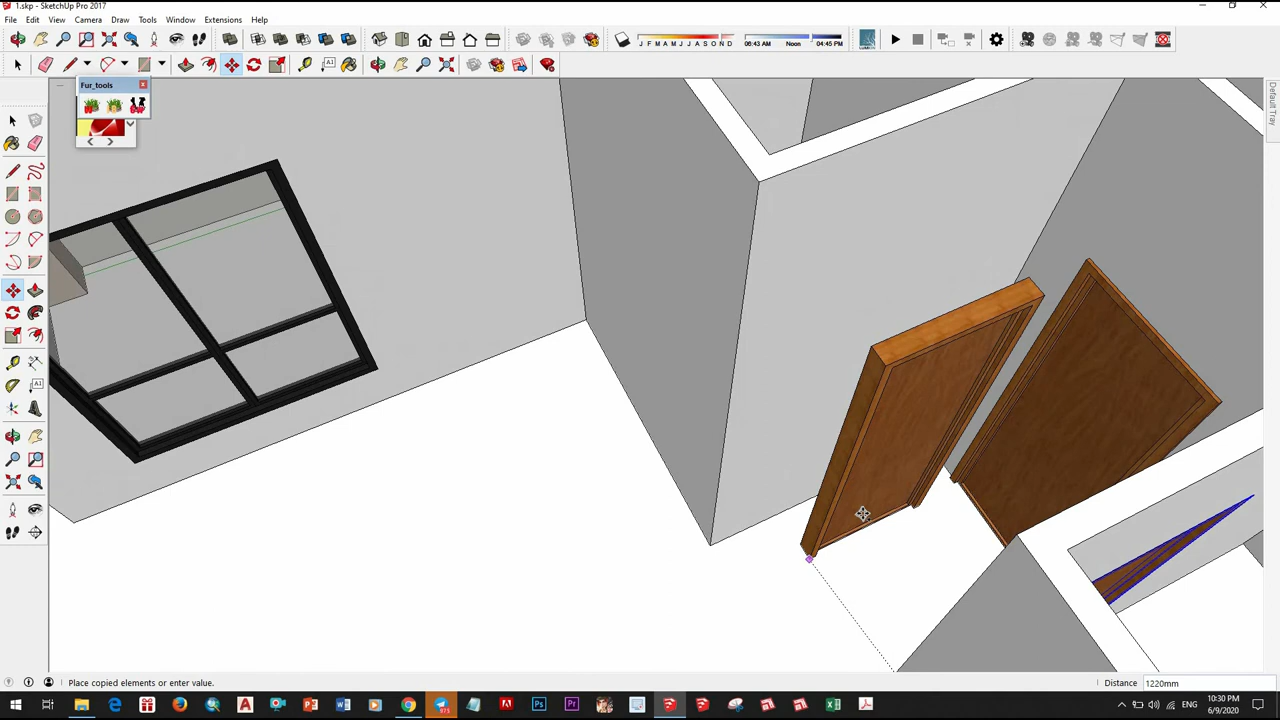 1.skp - SketchUp Pro 2017
File Edit View Camera Draw Tools Window Extensions Help
J F M A M J J A S O N D
06:43 AM Noon 04:45 PM
Fur_tools
Default Tray
Place copied elements or enter value.
Distance 1220mm
10:30 PM
ENG
6/9/2020